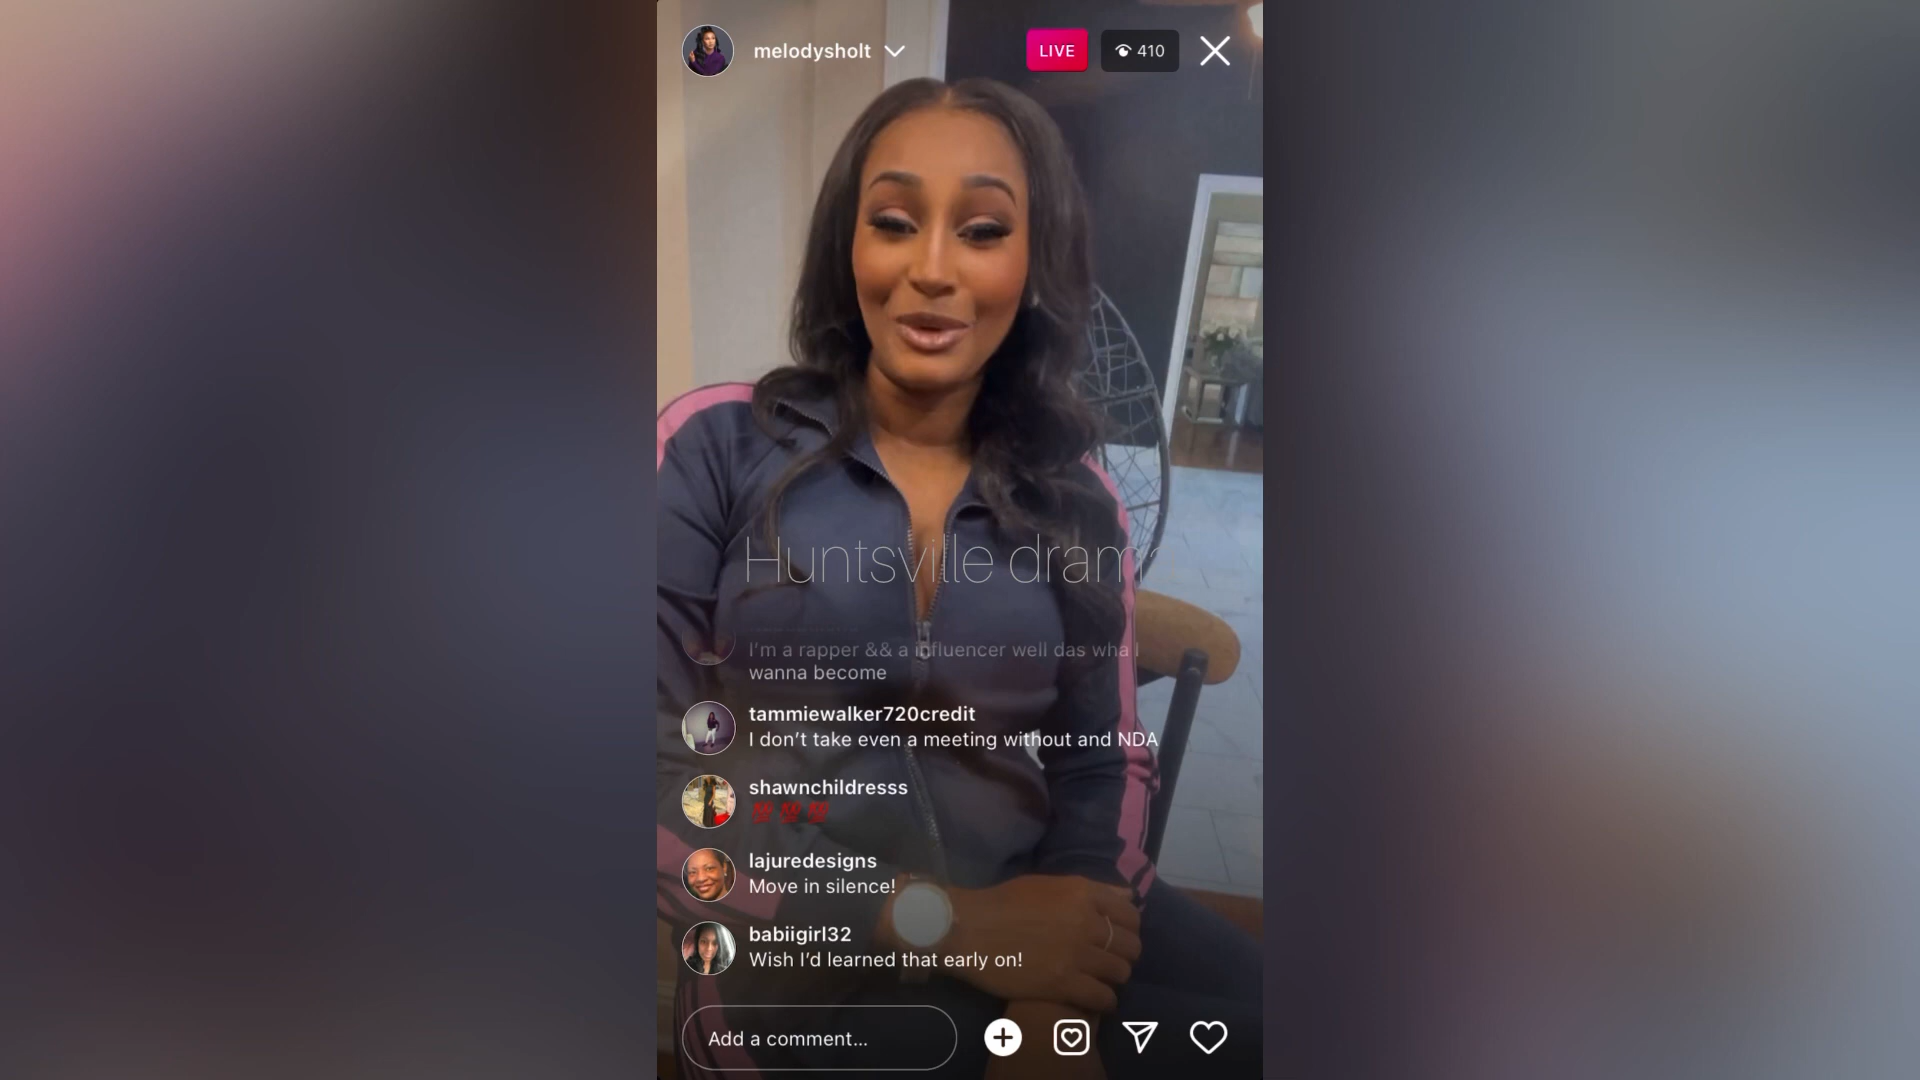 melodysholt
LIVE
410
Huntsville drama
I'm a rapper && a influencer well das wha I
wanna become
tammiewalker720credit
I don't take even a meeting without and NDA
shawnchildresss
💯 💯 💯
lajuredesigns
Move in silence!
babiigirl32
Wish I'd learned that early on!
Add a comment...